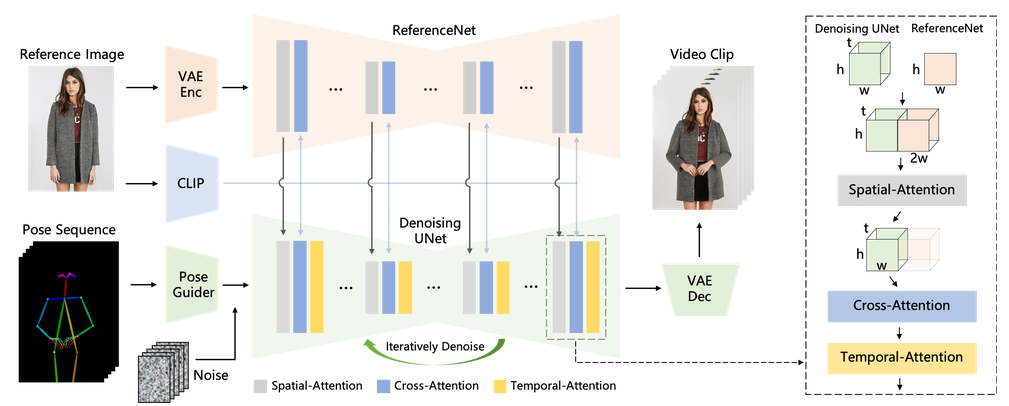 Reference Image
VAE
Enc
CLIP
Pose Sequence
Pose
Guider
Noise
ReferenceNet
...
...
...
Denoising
UNet
...
...
...
Iteratively Denoise
Spatial-Attention
Cross-Attention
Temporal-Attention
Video Clip
VAE
Dec
Denoising UNet
ReferenceNet
t
h
w
h
w
t
h
2w
Spatial-Attention
t
h
w
Cross-Attention
Temporal-Attention